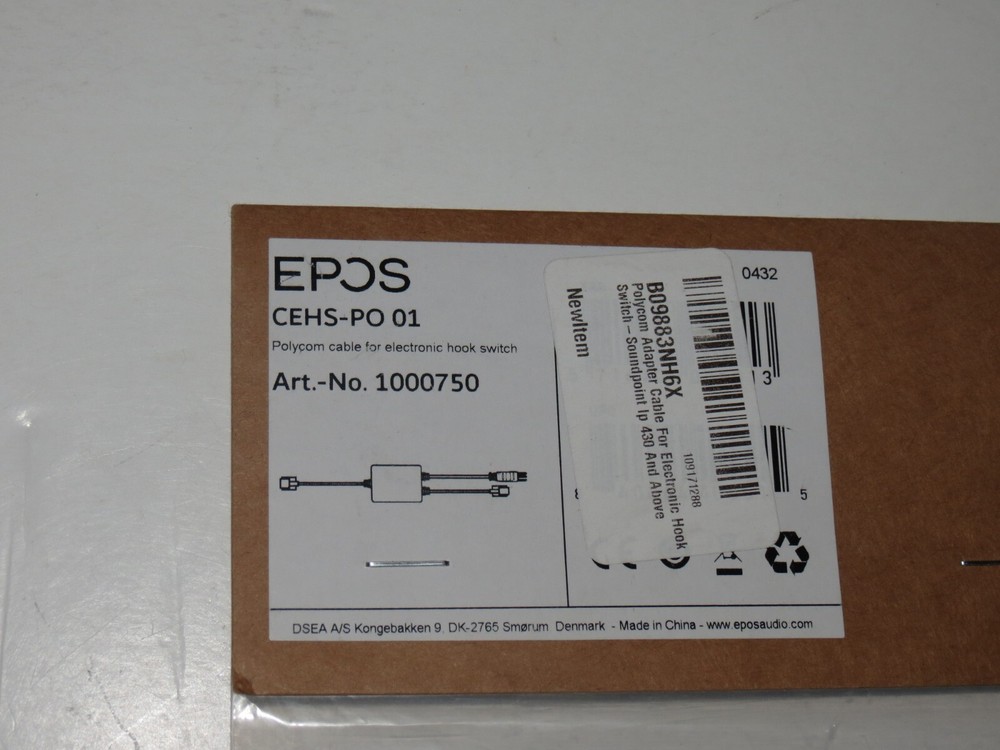 EPOS
CEHS-PO 01
Polycom cable for electronic hook switch
Art.-No. 1000750
0432
3
5
B09883NH6X
Polycom Adapter Cable For Electronic Hook
Switch – Soundpoint Ip 430 And Above
NewItem
109171288
DSEA A/S Kongebakken 9, DK-2765 Smørum Denmark - Made in China - www.eposaudio.com